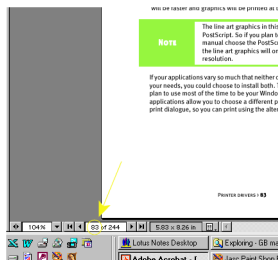 will be faster and graphics will be printed at
The line art graphics in this
PostScript. So if you plan to
manual choose the PostSc
the line art graphics will on
resolution.
NOTE
If your applications vary so much that neither
your needs, you could choose to install both. T
plan to use most of the time to be your Windo
applications allow you to choose a different p
print dialogue, so you can print using the alter
PRINTER DRIVERS • 83
104% 83 of 244 5.83 x 8.26 in
Lotus Notes Desktop Exploring - GB ma
Adobe Acrobat - [ Jasc Paint Shop